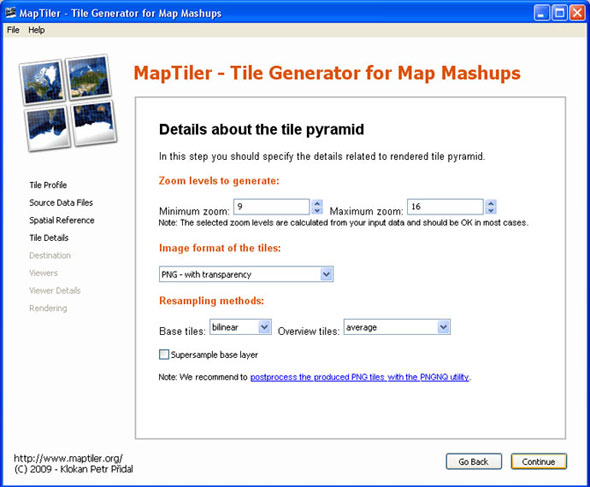 MapTiler - Tile Generator for Map Mashups
File Help
MapTiler - Tile Generator for Map Mashups
Tile Profile
Source Data Files
Spatial Reference
Tile Details
Destination
Viewers
Viewer Details
Rendering
Details about the tile pyramid
In this step you should specify the details related to rendered tile pyramid.
Zoom levels to generate:
Minimum zoom: 9 Maximum zoom: 16
Note: The selected zoom levels are calculated from your input data and should be OK in most cases.
Image format of the tiles:
PNG - with transparency
Resampling methods:
Base tiles: bilinear Overview tiles: average
Supersample base layer
Note: We recommend to postprocess the produced PNG tiles with the PNGNQ utility.
http://www.maptiler.org/
(C) 2009 - Klokan Petr Přidal
Go Back Continue